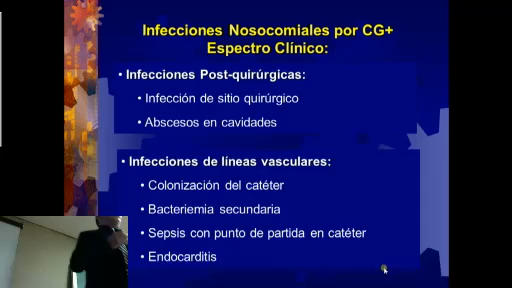 Infecciones Nosocomiales por CG+
Espectro Clínico:
• Infecciones Post-quirúrgicas:
• Infección de sitio quirúrgico
• Abscesos en cavidades
• Infecciones de líneas vasculares:
• Colonización del catéter
• Bacteriemia secundaria
• Sepsis con punto de partida en catéter
• Endocarditis